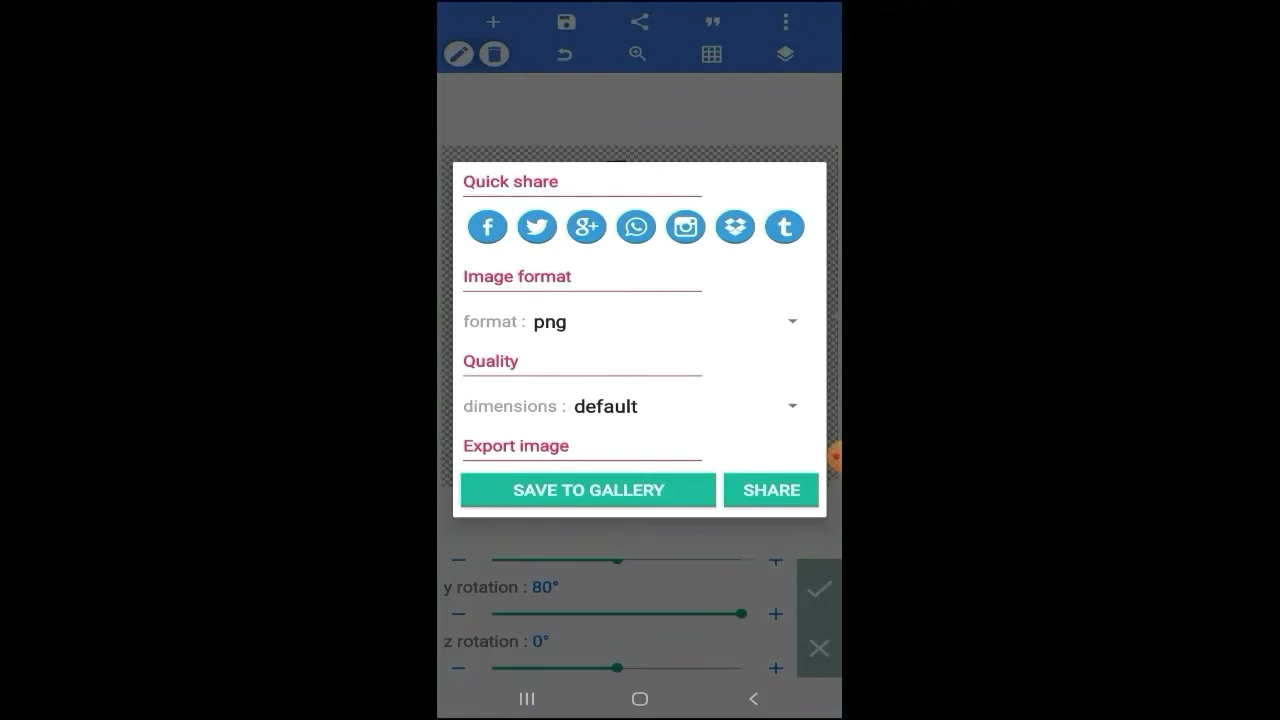 Quick share
Image format
format : png
Quality
dimensions : default
Export image
SAVE TO GALLERY SHARE
y rotation : 80°
z rotation : 0°